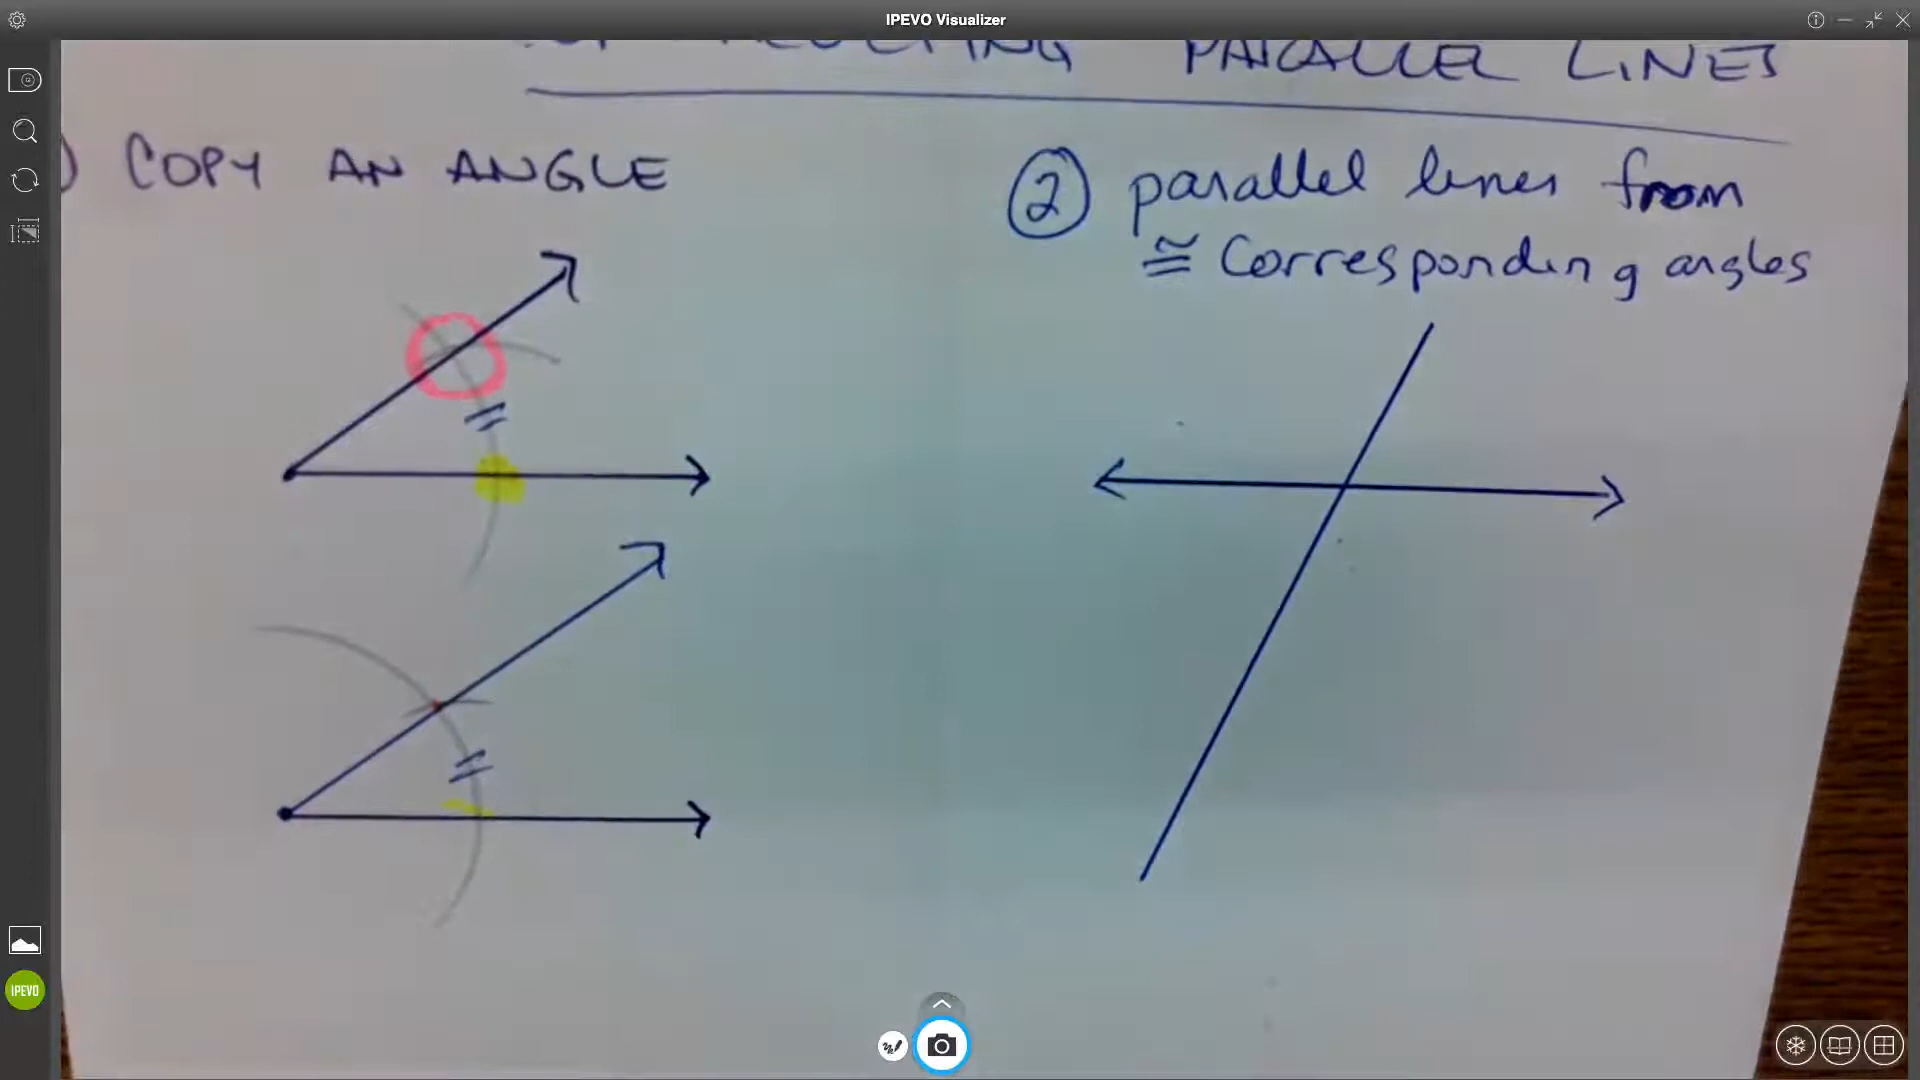 IPEVO Visualizer
PARALLEL LINES
) COPY AN ANGLE
② parallel lines from
≅ Corresponding angles
IPEVO